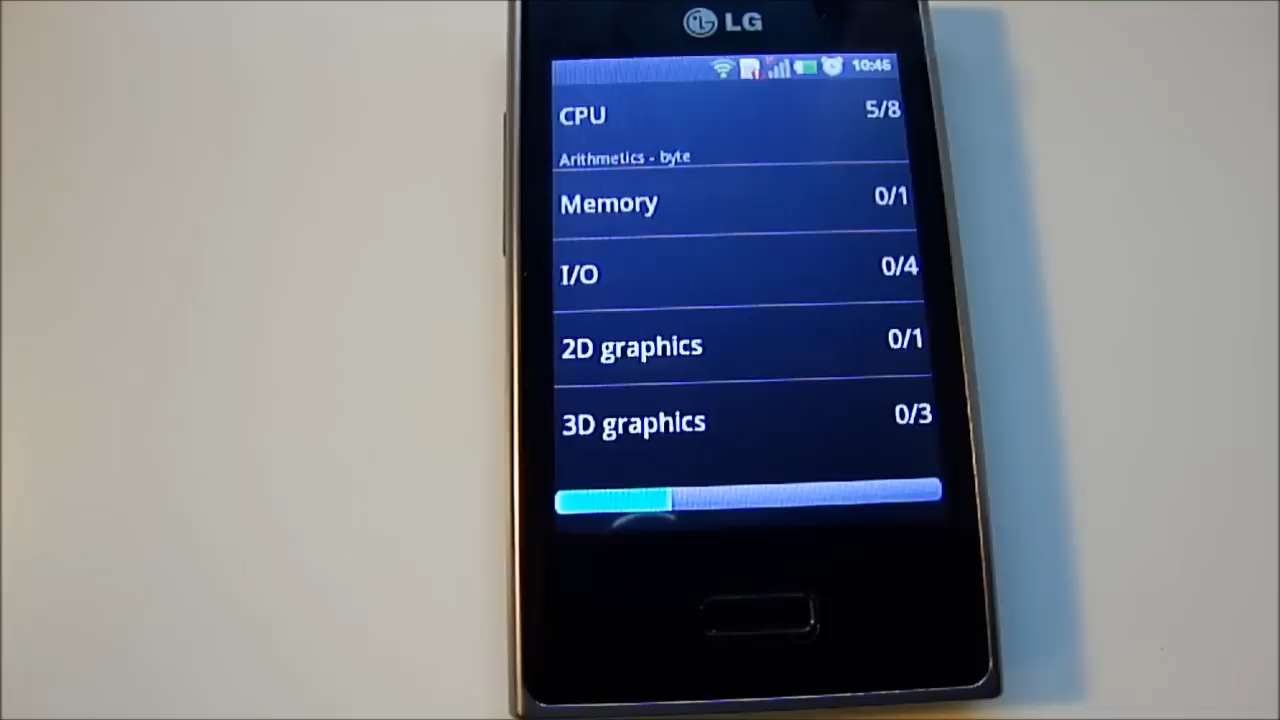 LG
10:46
CPU 5/8
Arithmetics - byte
Memory 0/1
I/O 0/4
2D graphics 0/1
3D graphics 0/3